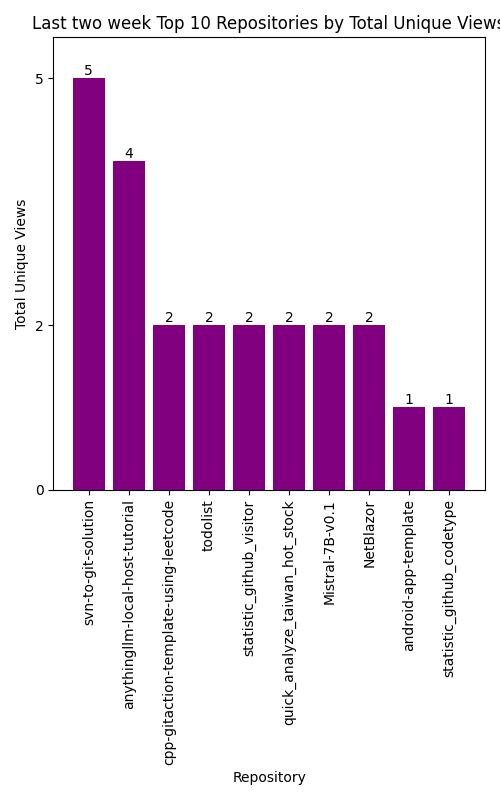 Last two week Top 10 Repositories by Total Unique Views
Total Unique Views
5
2
0
5
4
2
2
2
2
2
2
1
1
svn-to-git-solution
anythingllm-local-host-tutorial
cpp-gitaction-template-using-leetcode
todolist
statistic_github_visitor
quick_analyze_taiwan_hot_stock
Mistral-7B-v0.1
NetBlazor
android-app-template
statistic_github_codetype
Repository